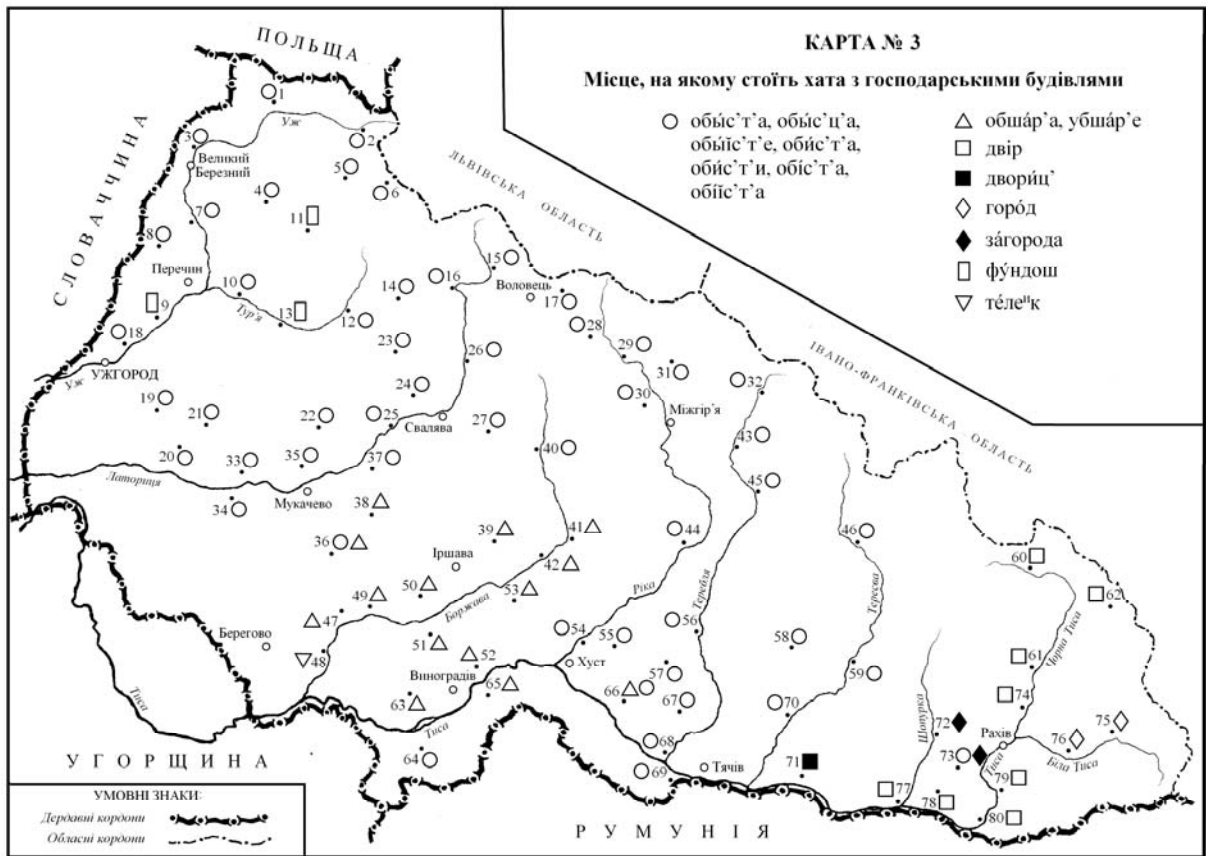 КАРТА № 3
Місце, на якому стоїть хата з господарськими будівлями
обы́с'т'а, обы́с'ц'а,
обы́їс'т'е, оби́с'т'а,
оби́с'т'и, обі́с'т'а,
обі́їс'т'а
обша́р'а, убша́р'е
двір
двори́ц'
горо́д
за́города
фу́ндош
те́леᴻк
ПОЛЬЩА
СЛОВАЧЧИНА
ЛЬВІВСЬКА ОБЛАСТЬ
ІВАНО-ФРАНКІВСЬКА ОБЛАСТЬ
1
Уж
2
3
Великий
Березний
4
5
6
7
8
11
Перечин
10
9
13
Тур'я
12
14
16
15
Воловець
17
18
УЖГОРОД
Уж
23
26
28
29
31
30
32
Міжгір'я
19
21
22
24
25
Свалява
27
20
33
35
37
40
43
Латориця
Мукачево
34
38
45
36
39
41
44
46
Іршава
42
Ріка
Теребля
Тересва
60
62
47
49
50
53
Боржава
54
55
56
58
Берегово
48
51
52
Хуст
57
59
61
Чорна Тиса
Виноградів
63
65
66
67
70
74
Тиса
Тиса
64
68
69
Тячів
71
Шопурка
72
73
Рахів
Тиса
76
75
Біла Тиса
77
78
79
80
УГОРЩИНА
РУМУНІЯ
УМОВНІ ЗНАКИ:
Державні кордони
Обласні кордони